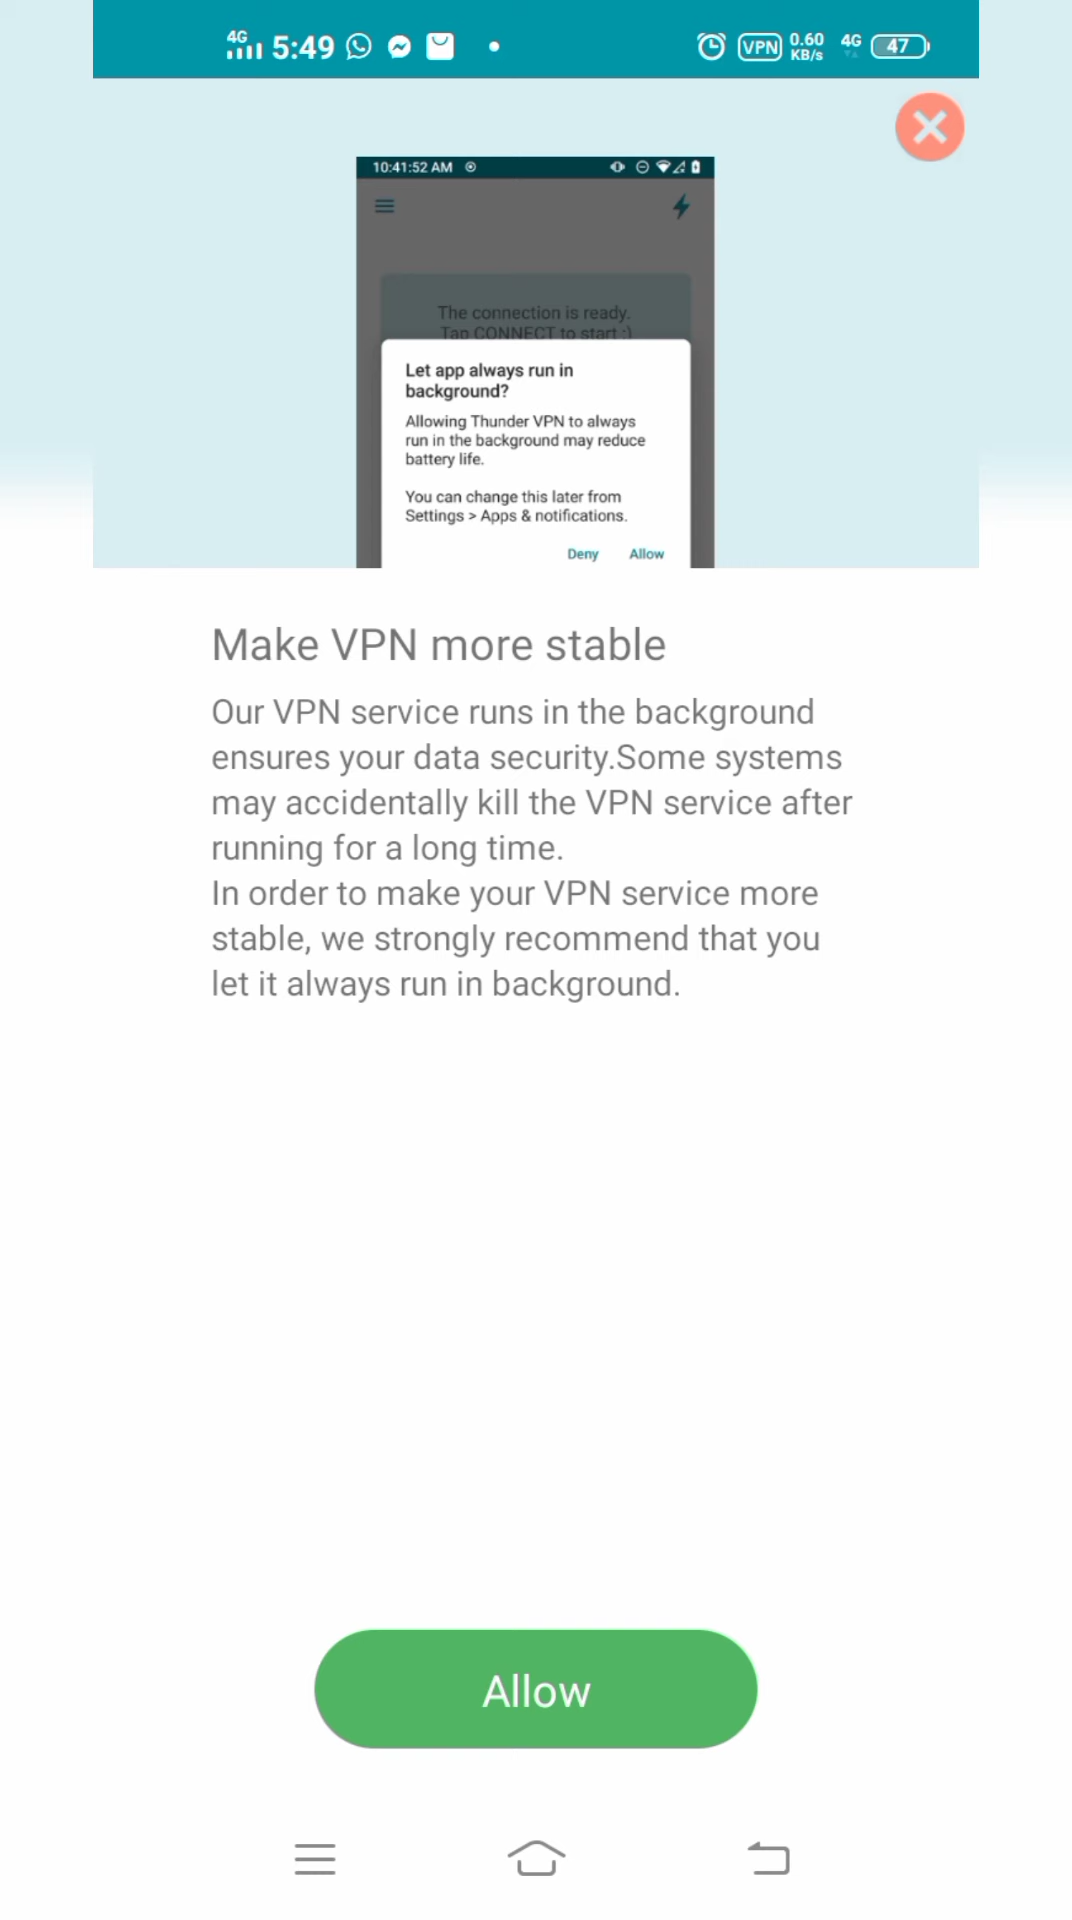 4G 5:49 VPN 0.60 KB/s 4G 47
10:41:52 AM
The connection is ready.
Tap CONNECT to start :)
Let app always run in
background?
Allowing Thunder VPN to always
run in the background may reduce
battery life.
You can change this later from
Settings > Apps & notifications.
Deny Allow
Make VPN more stable
Our VPN service runs in the background
ensures your data security.Some systems
may accidentally kill the VPN service after
running for a long time.
In order to make your VPN service more
stable, we strongly recommend that you
let it always run in background.
Allow